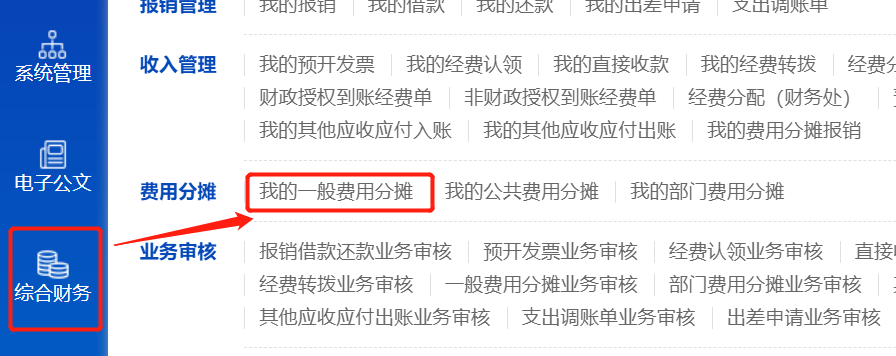 报销管理 我的报销 我的借款 我的还款 我的出差申请 支出调账单
系统管理
收入管理 我的预开发票 我的经费认领 我的直接收款 我的经费转拨 经费分
财政授权到账经费单 非财政授权到账经费单 经费分配（财务处）
我的其他应收应付入账 我的其他应收应付出账 我的费用分摊报销
电子公文
费用分摊 我的一般费用分摊 我的公共费用分摊 我的部门费用分摊
综合财务
业务审核 报销借款还款业务审核 预开发票业务审核 经费认领业务审核 直接
经费转拨业务审核 一般费用分摊业务审核 部门费用分摊业务审核
其他应收应付出账业务审核 支出调账单业务审核 出差申请业务审核